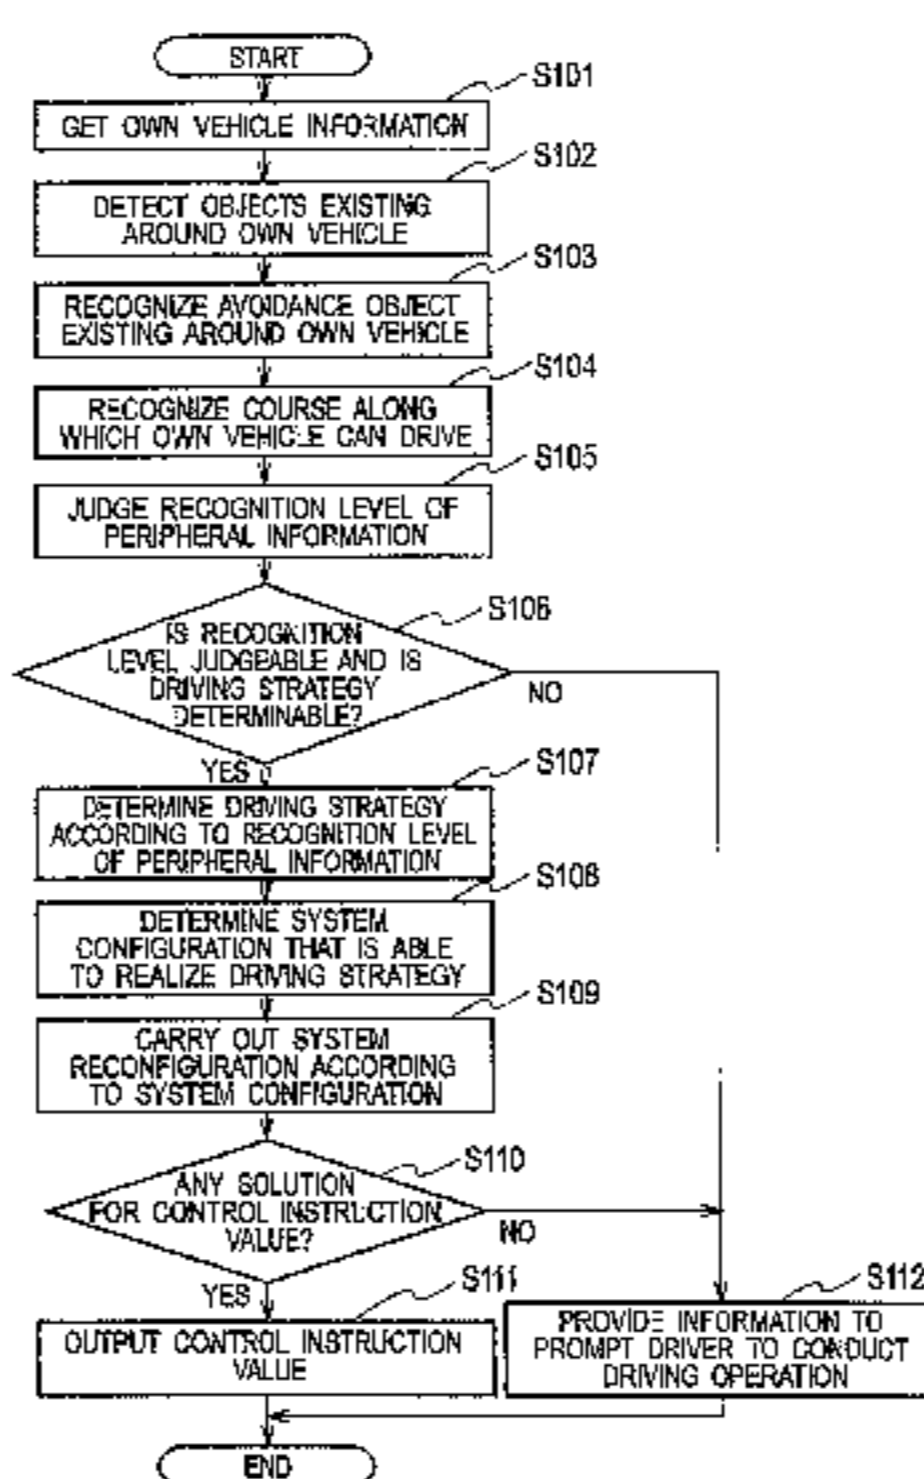 START
S101
GET OWN VEHICLE INFORMATION
S102
DETECT OBJECTS EXISTING
AROUND OWN VEHICLE
S103
RECOGNIZE AVOIDANCE OBJECT
EXISTING AROUND OWN VEHICLE
S104
RECOGNIZE COURSE ALONG
WHICH OWN VEHICLE CAN DRIVE
S105
JUDGE RECOGNITION LEVEL OF
PERIPHERAL INFORMATION
S106
IS RECOGNITION
LEVEL JUDGEABLE AND IS
DRIVING STRATEGY
DETERMINABLE?
NO
YES
S107
DETERMINE DRIVING STRATEGY
ACCORDING TO RECOGNITION LEVEL
OF PERIPHERAL INFORMATION
S108
DETERMINE SYSTEM
CONFIGURATION THAT IS ABLE
TO REALIZE DRIVING STRATEGY
S109
CARRY OUT SYSTEM
RECONFIGURATION ACCORDING
TO SYSTEM CONFIGURATION
S110
ANY SOLUTION
FOR CONTROL INSTRUCTION
VALUE?
NO
YES
S111
OUTPUT CONTROL INSTRUCTION
VALUE
S112
PROVIDE INFORMATION TO
PROMPT DRIVER TO CONDUCT
DRIVING OPERATION
END